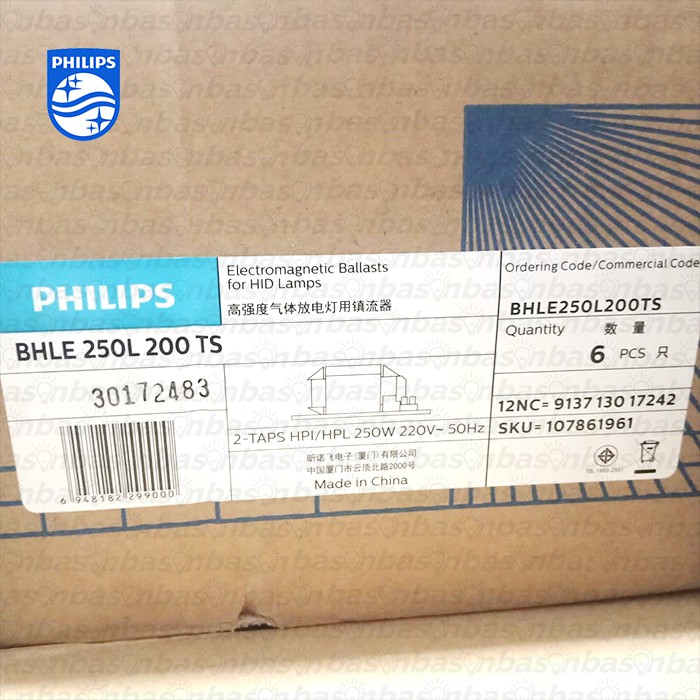 PHILIPS
PHILIPS
Electromagnetic Ballasts
for HID Lamps
高强度气体放电灯用镇流器
Ordering Code/Commercial Code
BHLE250L200TS
Quantity 数 量
6 PCS 只
BHLE 250L 200 TS
30172483
2-TAPS HPI/HPL 250W 220V~ 50Hz
12NC= 9137 130 17242
SKU= 107861961
昕诺飞电子(厦门)有限公司
中国厦门市云顶北路2000号
Made in China
6 948182 299000
nbason